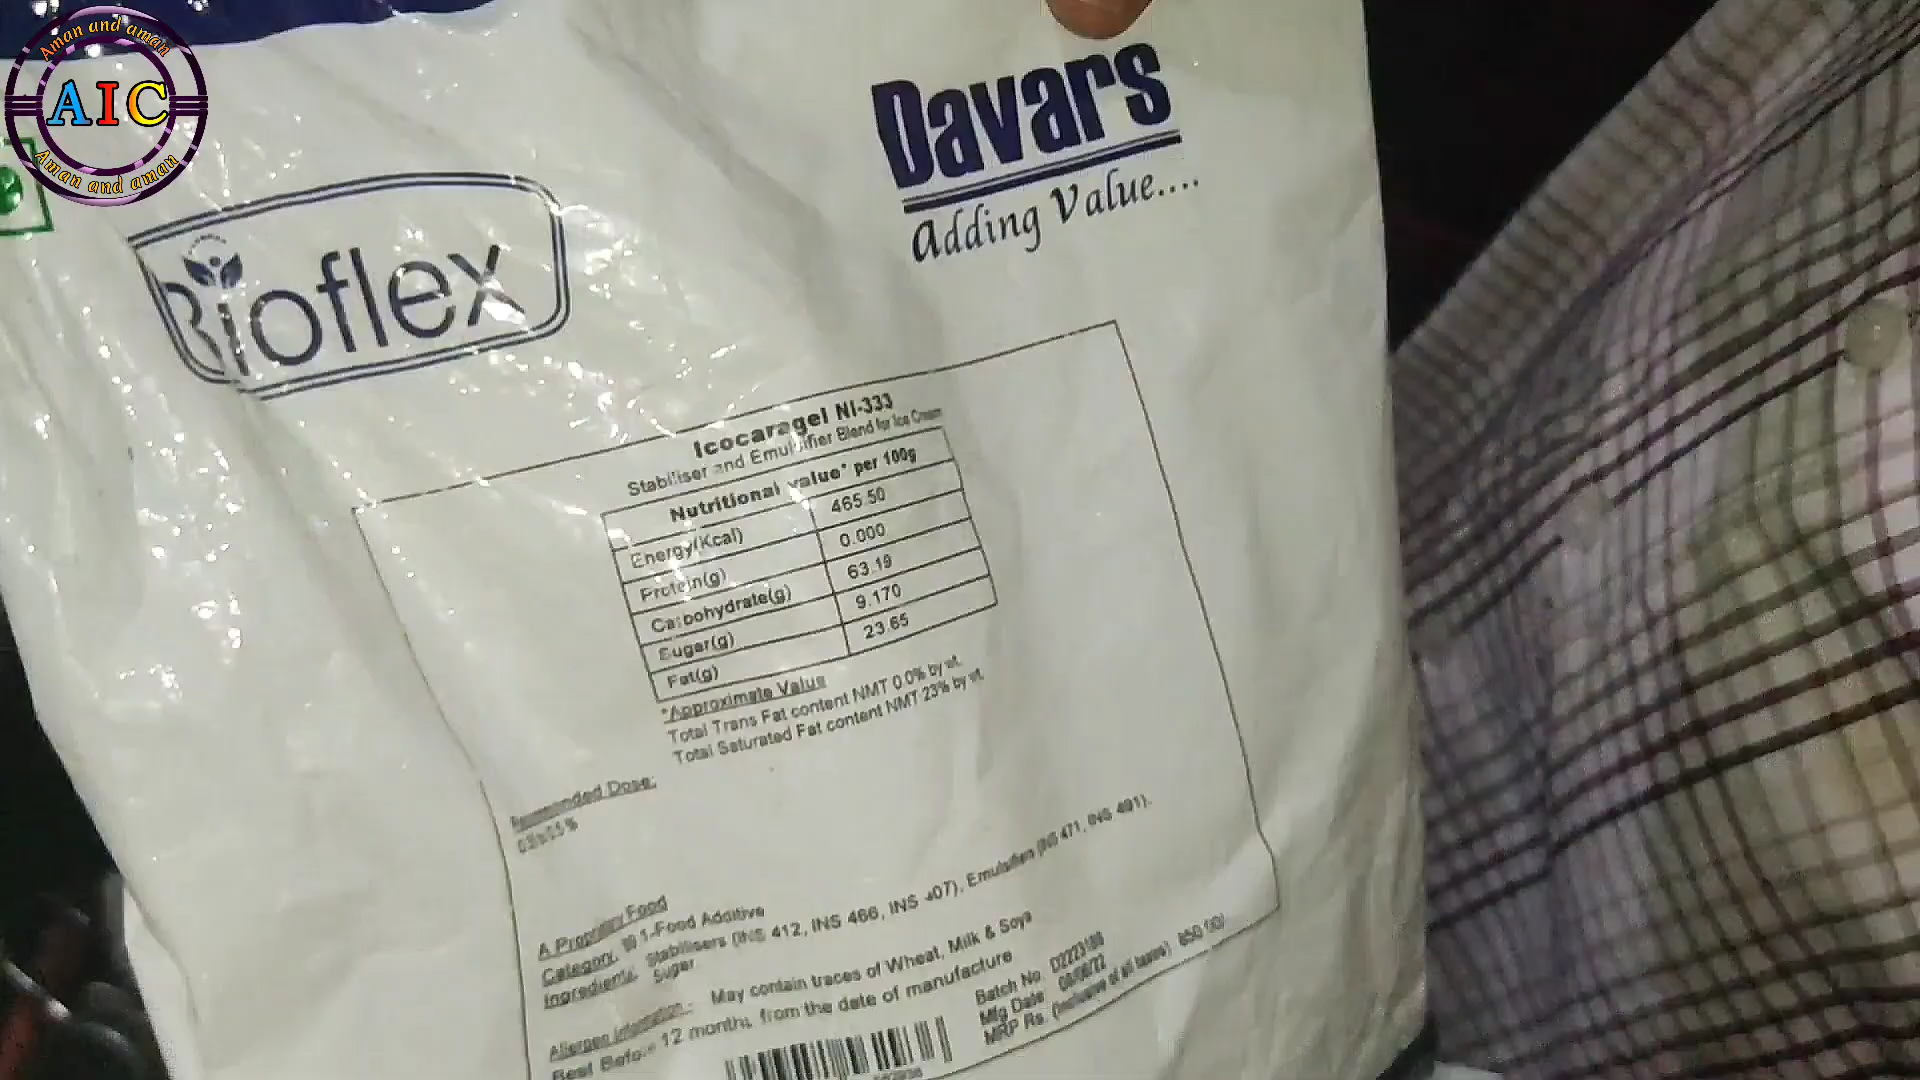 Aman and aman
AIC
Aman and aman
Davars
Adding Value....
Bioflex
Icocaragel NI-333
Stabiliser and Emulsifier Blend for Ice Cream
Nutritional value* per 100g
Energy(Kcal) 465.50
Protein(g) 0.000
Carbohydrate(g) 63.19
Sugar(g) 9.170
Fat(g) 23.65
*Approximate Value
Total Trans Fat content NMT 0.0% by wt.
Total Saturated Fat content NMT 23% by wt.
Recommended Dose:
A Proprietary Food
Category. 1-Food Additive
Ingredients: Stabilisers (INS 412, INS 466, INS 407), Emulsifiers (INS 471, INS 491),
Sugar
Allergen Information:- May contain traces of Wheat, Milk & Soya
Best Before 12 months from the date of manufacture
Batch No.
Mfg Date
MRP Rs. (inclusive of all taxes)